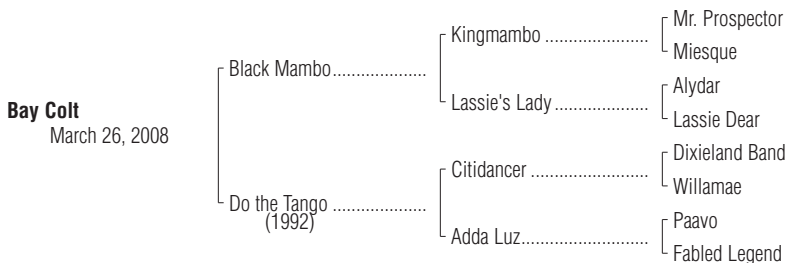 Mr. Prospector
Kingmambo ......................
Miesque
Black Mambo....................
Alydar
Lassie's Lady ....................
Lassie Dear
Bay Colt
March 26, 2008
Dixieland Band
Citidancer .........................
Willamae
Do the Tango ....................
(1992)
Paavo
Adda Luz...........................
Fabled Legend